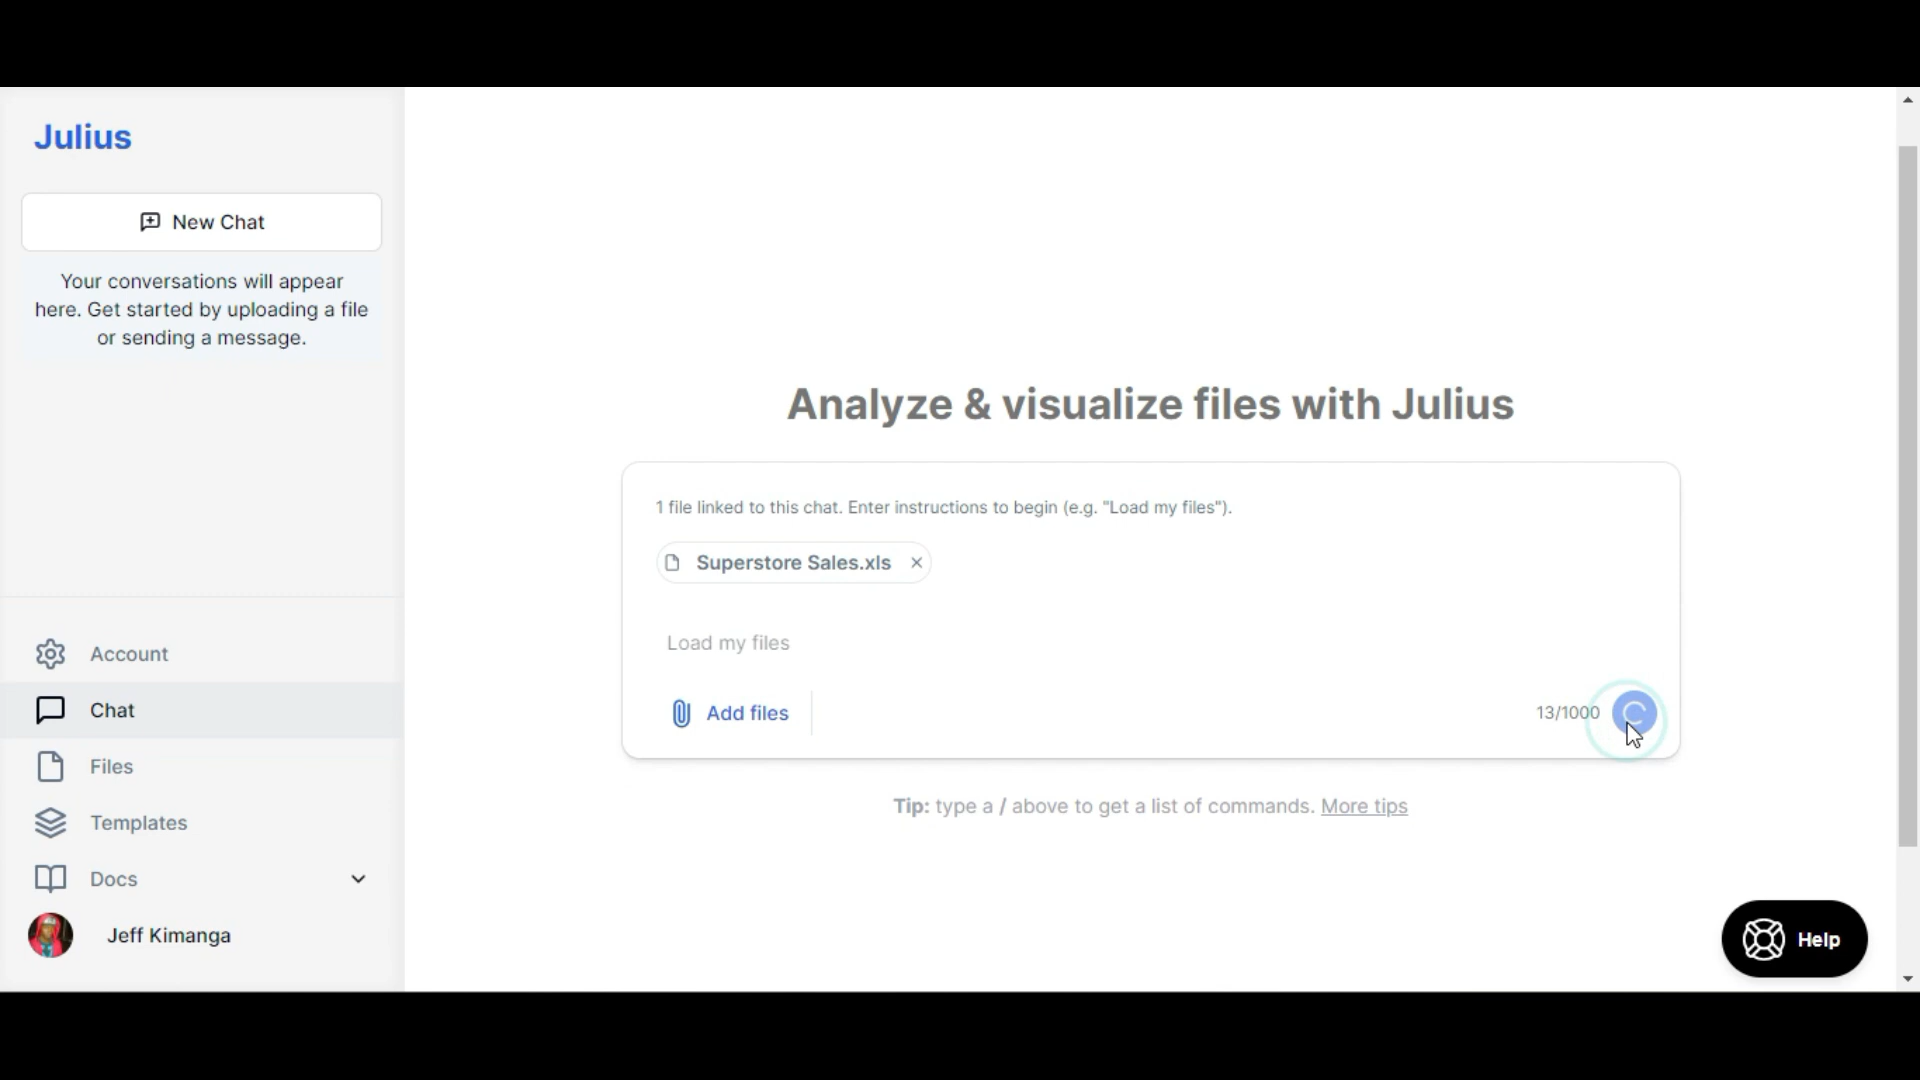 Julius
New Chat
Your conversations will appear
here. Get started by uploading a file
or sending a message.
Account
Chat
Files
Templates
Docs
Jeff Kimanga
Analyze & visualize files with Julius
1 file linked to this chat. Enter instructions to begin (e.g. "Load my files").
Superstore Sales.xls
Load my files
Add files
13/1000
Tip: type a / above to get a list of commands. More tips
Help